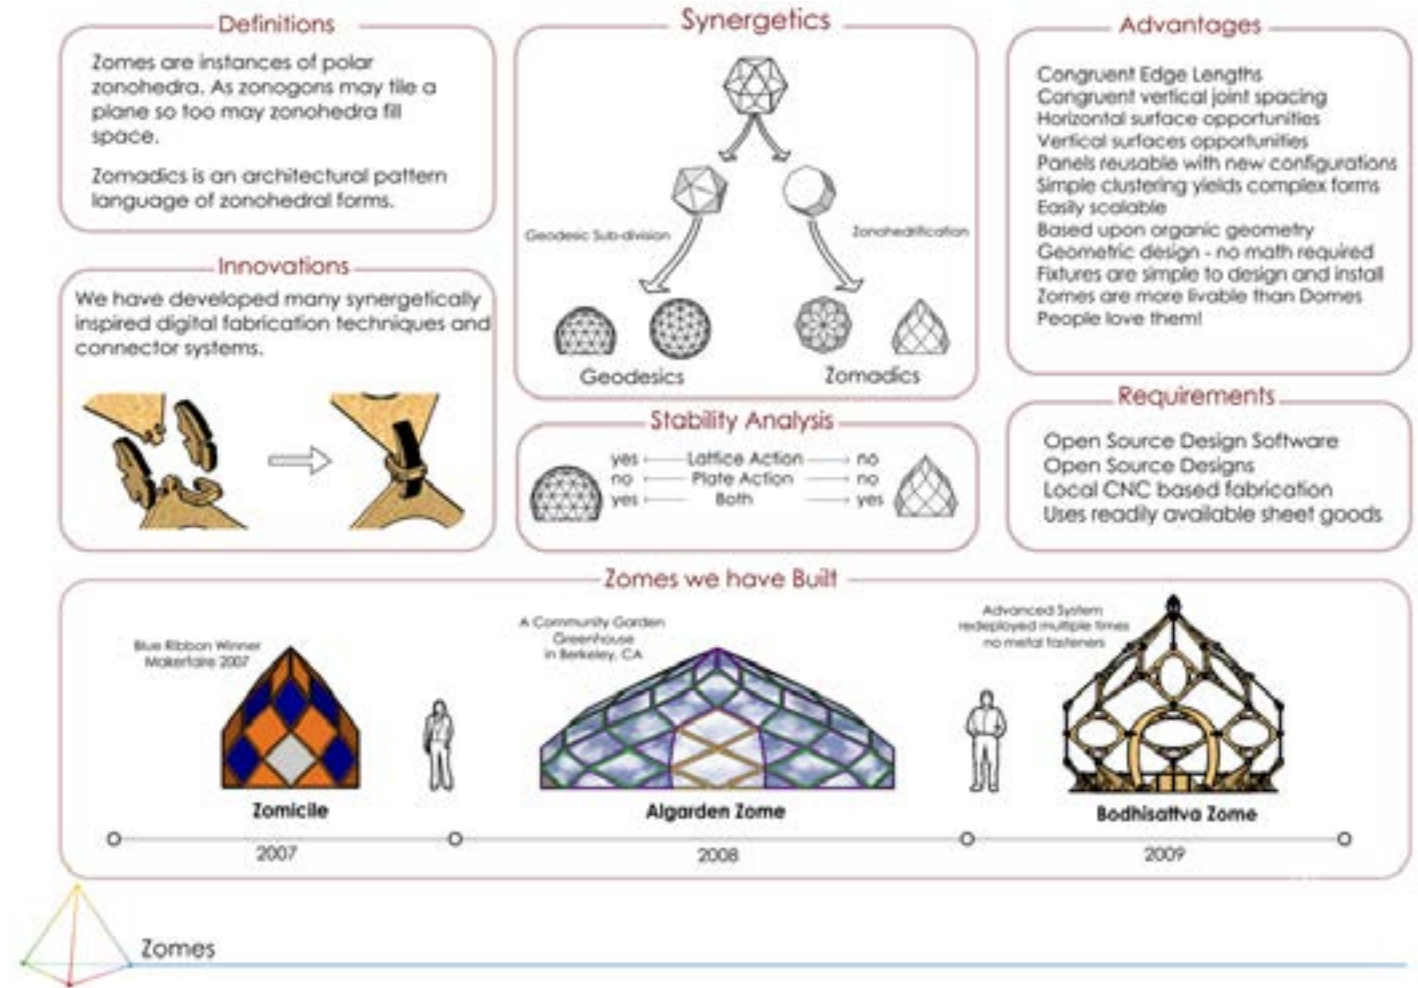 Definitions
Zomes are instances of polar
zonohedra. As zonogons may tile a
plane so too may zonohedra fill
space.
Zomadics is an architectural pattern
language of zonohedral forms.
Innovations
We have developed many synergetically
inspired digital fabrication techniques and
connector systems.
Synergetics
Geodesic Sub-division
Zonohedrification
Geodesics
Zomadics
Stability Analysis
yes Lattice Action no
no Plate Action no
yes Both yes
Advantages
Congruent Edge Lengths
Congruent vertical joint spacing
Horizontal surface opportunities
Vertical surfaces opportunities
Panels reusable with new configurations
Simple clustering yields complex forms
Easily scalable
Based upon organic geometry
Geometric design - no math required
Fixtures are simple to design and install
Zomes are more livable than Domes
People love them!
Requirements
Open Source Design Software
Open Source Designs
Local CNC based fabrication
Uses readily available sheet goods
Zomes we have Built
Blue Ribbon Winner
Makerfaire 2007
Zomicile
2007
A Community Garden
Greenhouse
in Berkeley, CA
Algarden Zome
2008
Advanced System
redeployed multiple times
no metal fasteners
Bodhisattva Zome
2009
Zomes